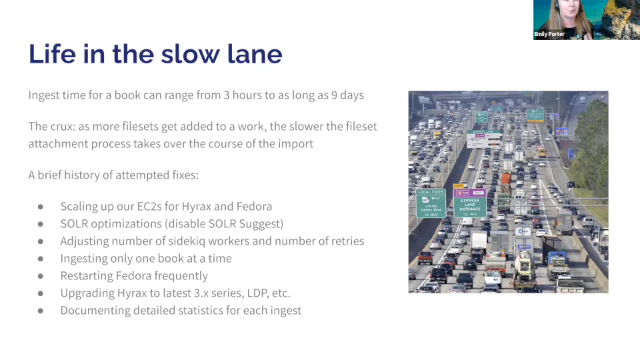 Life in the slow lane
Ingest time for a book can range from 3 hours to as long as 9 days
The crux: as more filesets get added to a work, the slower the fileset
attachment process takes over the course of the import
A brief history of attempted fixes:
● Scaling up our EC2s for Hyrax and Fedora
● SOLR optimizations (disable SOLR Suggest)
● Adjusting number of sidekiq workers and number of retries
● Ingesting only one book at a time
● Restarting Fedora frequently
● Upgrading Hyrax to latest 3.x series, LDP, etc.
● Documenting detailed statistics for each ingest
EXPRESS
LANE
ENTRANCE
Emily Porter